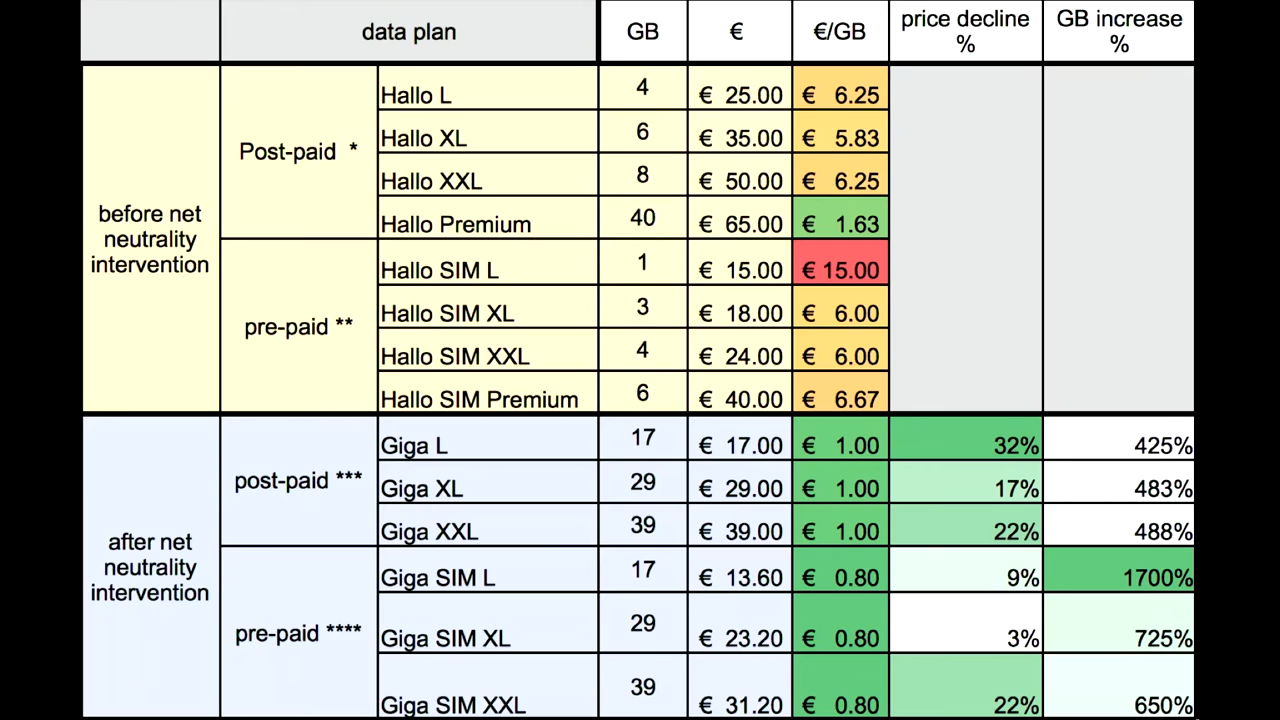 data plan GB € €/GB price decline % GB increase %
before net neutrality intervention
Post-paid *
Hallo L 4 € 25.00 € 6.25
Hallo XL 6 € 35.00 € 5.83
Hallo XXL 8 € 50.00 € 6.25
Hallo Premium 40 € 65.00 € 1.63
pre-paid **
Hallo SIM L 1 € 15.00 € 15.00
Hallo SIM XL 3 € 18.00 € 6.00
Hallo SIM XXL 4 € 24.00 € 6.00
Hallo SIM Premium 6 € 40.00 € 6.67
after net neutrality intervention
post-paid ***
Giga L 17 € 17.00 € 1.00 32% 425%
Giga XL 29 € 29.00 € 1.00 17% 483%
Giga XXL 39 € 39.00 € 1.00 22% 488%
pre-paid ****
Giga SIM L 17 € 13.60 € 0.80 9% 1700%
Giga SIM XL 29 € 23.20 € 0.80 3% 725%
Giga SIM XXL 39 € 31.20 € 0.80 22% 650%